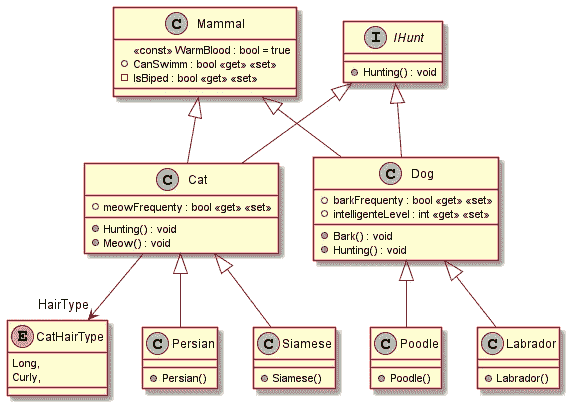 C Mammal
«const» WarmBlood : bool = true
CanSwimm : bool «get» «set»
IsBiped : bool «get» «set»
I IHunt
Hunting() : void
C Cat
meowFrequenty : bool «get» «set»
Hunting() : void
Meow() : void
C Dog
barkFrequenty : bool «get» «set»
intelligenteLevel : int «get» «set»
Bark() : void
Hunting() : void
HairType
E CatHairType
Long,
Curly,
C Persian
Persian()
C Siamese
Siamese()
C Poodle
Poodle()
C Labrador
Labrador()